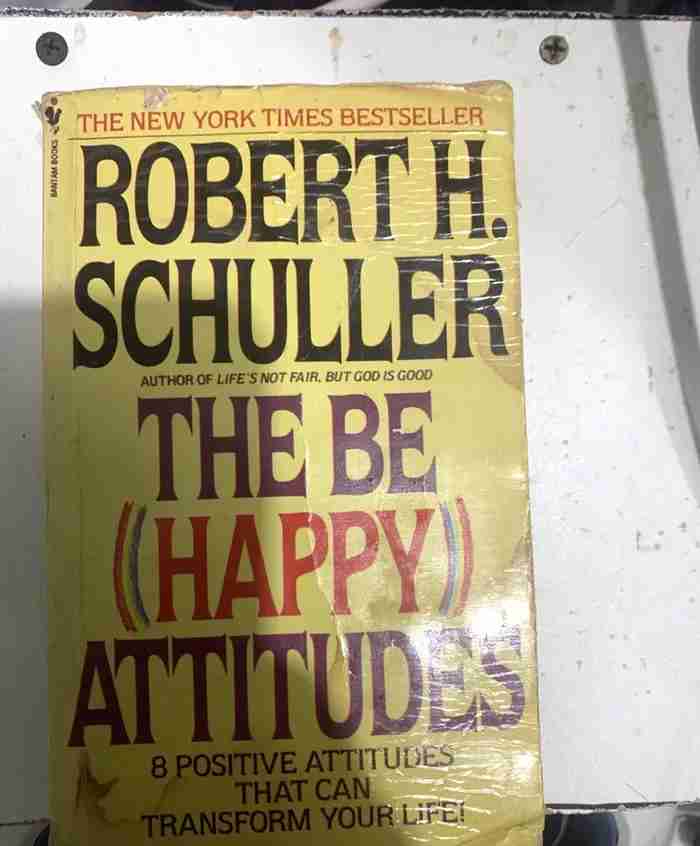 THE NEW YORK TIMES BESTSELLER
BANTAM BOOKS
ROBERT H.
SCHULLER
AUTHOR OF LIFE'S NOT FAIR, BUT GOD IS GOOD
THE BE
(HAPPY)
ATTITUDES
8 POSITIVE ATTITUDES
THAT CAN
TRANSFORM YOUR LIFE!